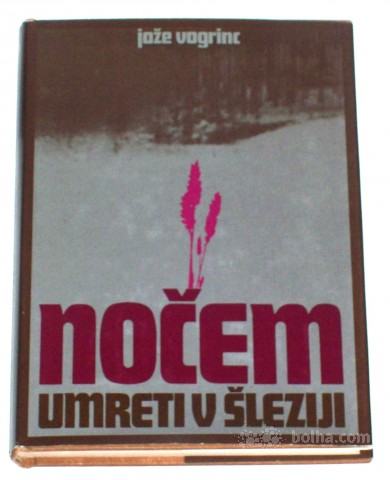 jože vogrinc
nočem
umreti v šleziji
bolha.com